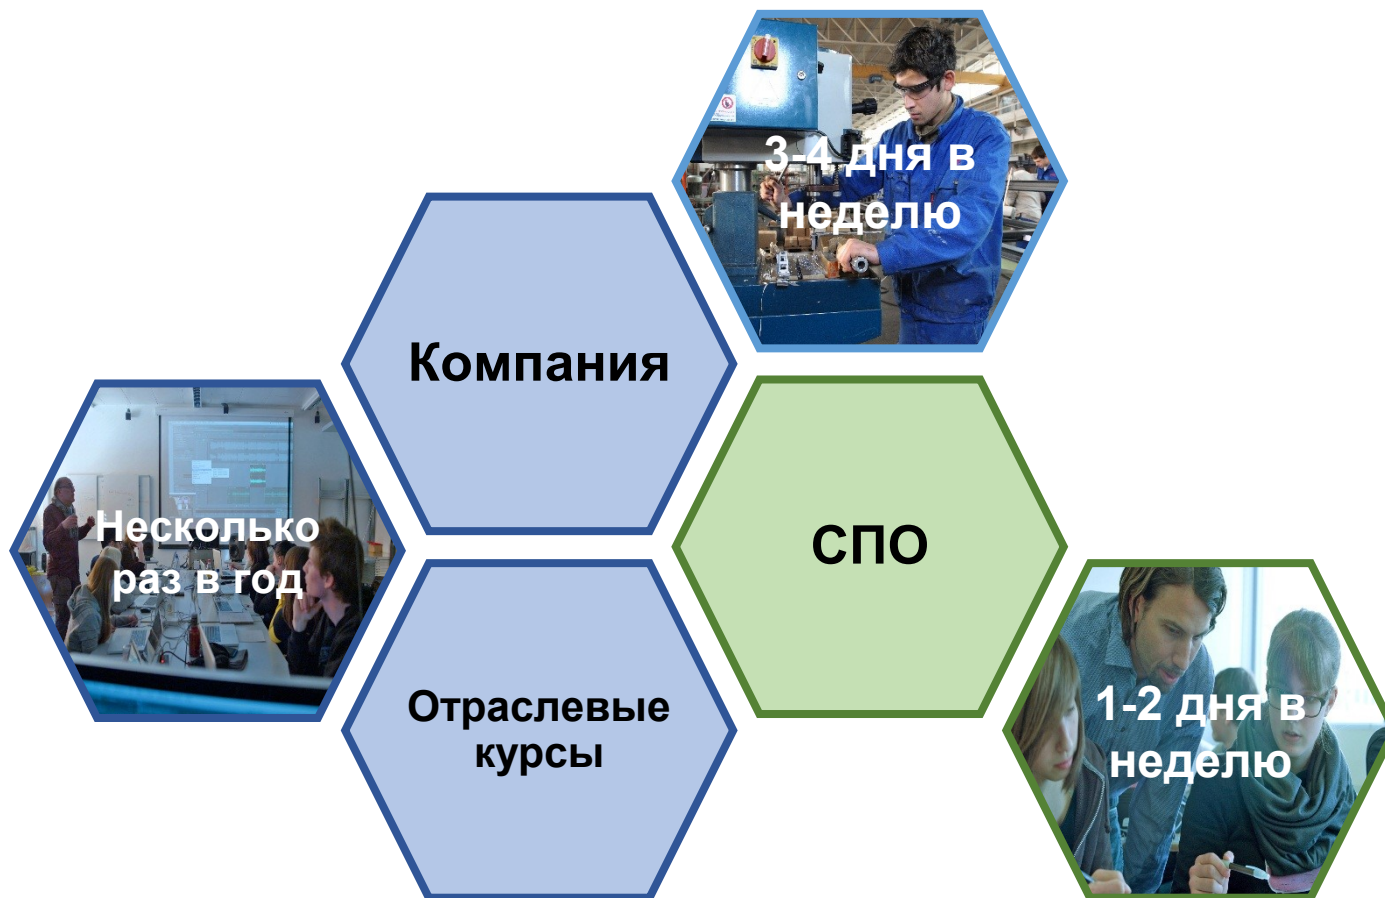 3-4 дня в
неделю
Компания
Несколько
раз в год
СПО
Отраслевые
курсы
1-2 дня в
неделю